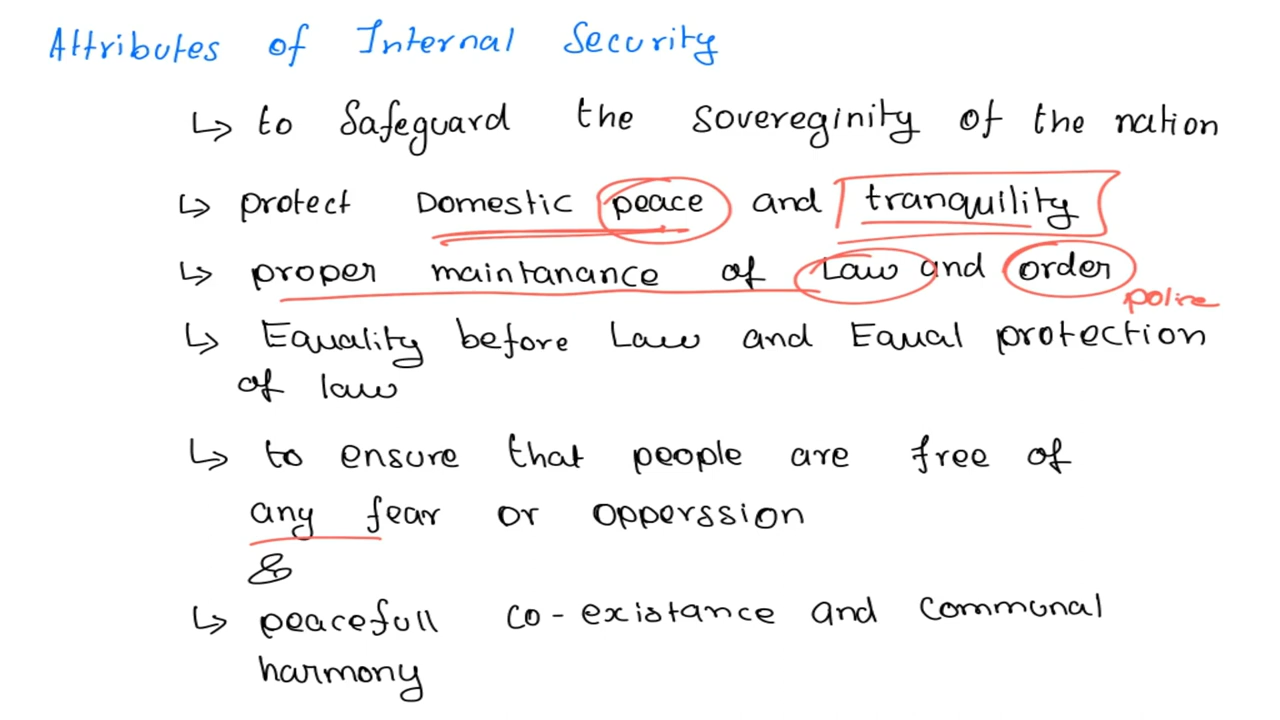 Attributes of Internal Security
↳ to Safeguard the sovereginity of the nation
↳ protect Domestic peace and tranquility
↳ proper maintanance of Law and order
police
↳ Equality before Law and Equal protection
of law
↳ to ensure that people are free of
any fear or opperssion
&
↳ peacefull co-existance and communal
harmony